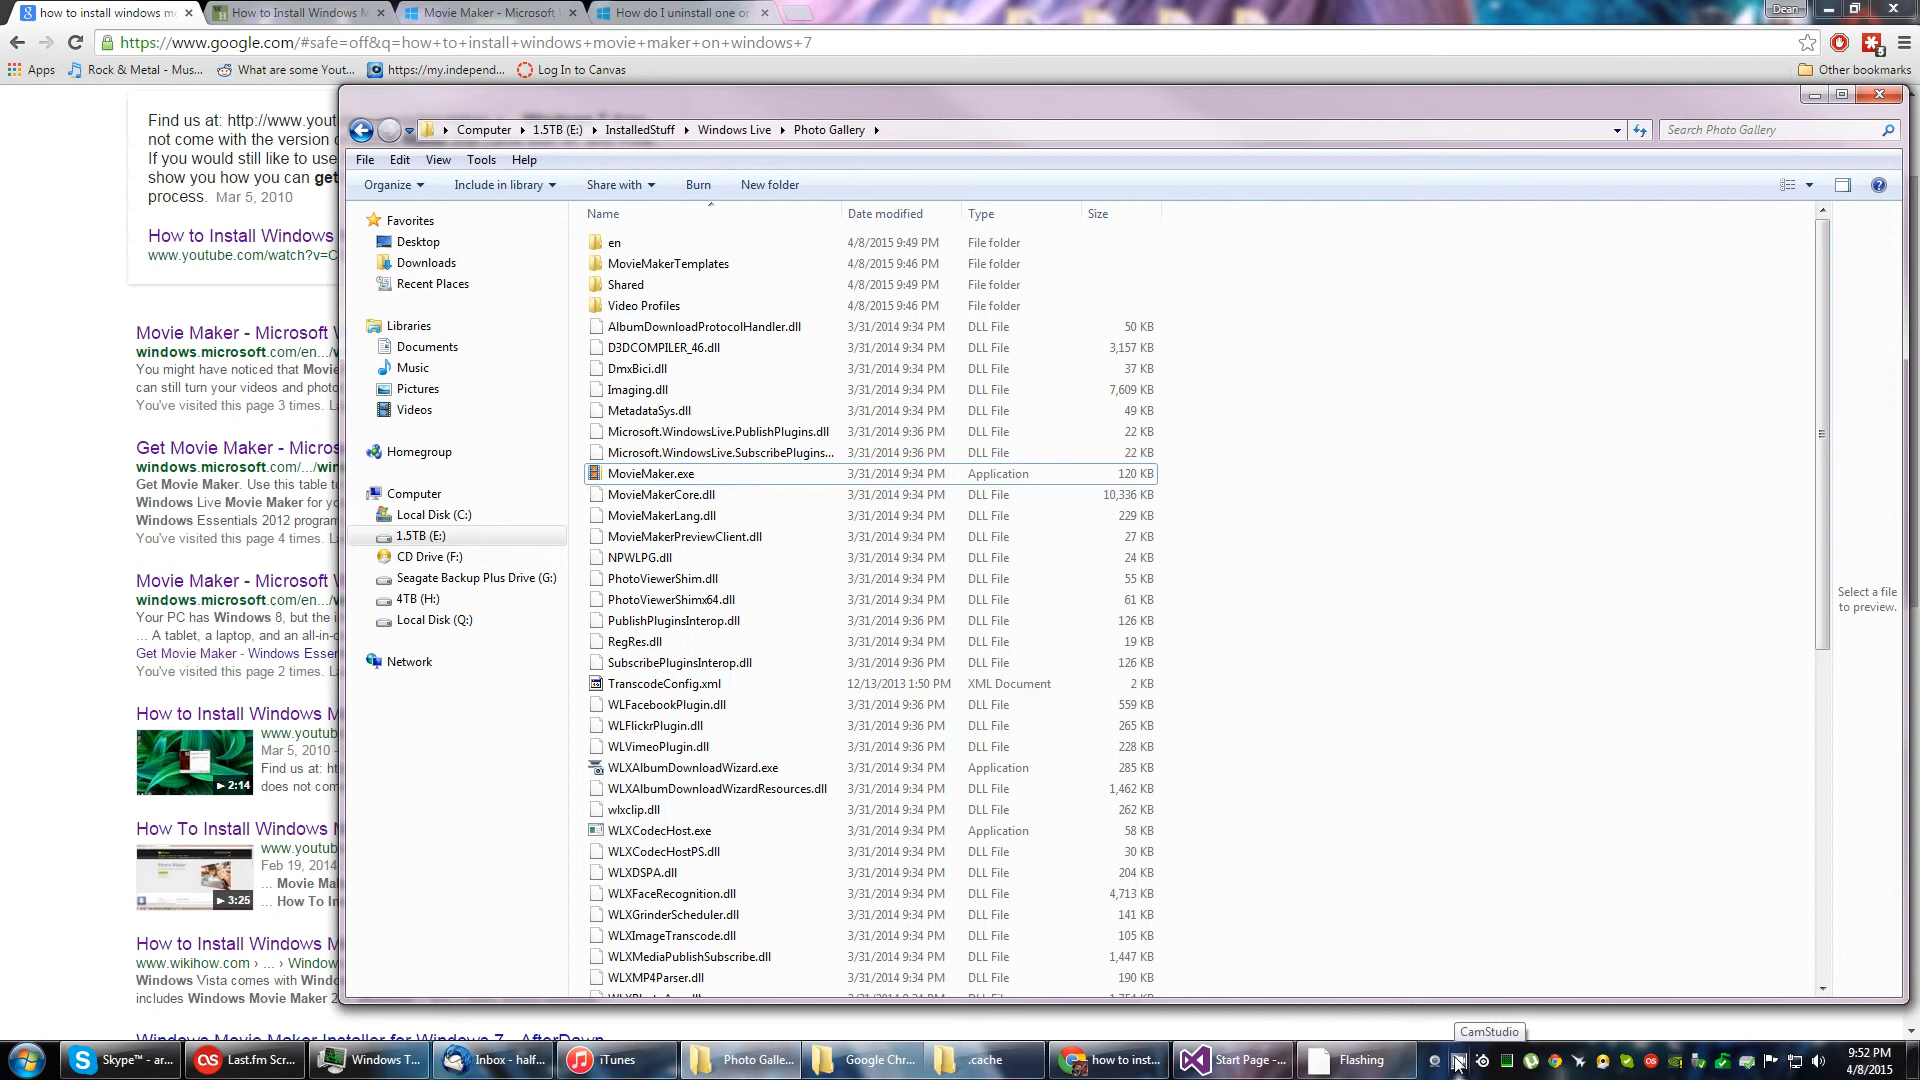 how to install windows mo
How to Install Windows M
Movie Maker - Microsoft
How do I uninstall one or
Dean
https://www.google.com/#safe=off&q=how+to+install+windows+movie+maker+on+windows+7
5
Apps
Rock & Metal - Mus...
What are some Yout...
https://my.independ...
Log In to Canvas
Other bookmarks
Find us at: http://www.yout
not come with the version o
If you would still like to use
show you how you can get
process. Mar 5, 2010
How to Install Windows
www.youtube.com/watch?v=C
Movie Maker - Microsoft W
windows.microsoft.com/en.../w
You might have noticed that Movie
can still turn your videos and photo
You've visited this page 3 times. La
Get Movie Maker - Micros
windows.microsoft.com/.../win
Get Movie Maker. Use this table to
Windows Live Movie Maker for yo
Windows Essentials 2012 program
You've visited this page 4 times. La
Movie Maker - Microsoft W
windows.microsoft.com/en.../w
Your PC has Windows 8, but the i
... A tablet, a laptop, and an all-in-o
Get Movie Maker - Windows Essen
You've visited this page 2 times. La
How to Install Windows M
www.youtub
Mar 5, 2010 -
Find us at: ht
does not com
2:14
How To Install Windows M
www.youtub
Feb 19, 2014
... Movie Mak
... How To In
3:25
How to Install Windows M
www.wikihow.com › ... › Window
Windows Vista comes with Windo
includes Windows Movie Maker 2
Windows Movie Maker Installer for Windows 7 - AfterDawn
Computer
1.5TB (E:)
InstalledStuff
Windows Live
Photo Gallery
Search Photo Gallery
File
Edit
View
Tools
Help
Organize
Include in library
Share with
Burn
New folder
Favorites
Desktop
Downloads
Recent Places
Libraries
Documents
Music
Pictures
Videos
Homegroup
Computer
Local Disk (C:)
1.5TB (E:)
CD Drive (F:)
Seagate Backup Plus Drive (G:)
4TB (H:)
Local Disk (Q:)
Network
Name Date modified Type Size
en 4/8/2015 9:49 PM File folder
MovieMakerTemplates 4/8/2015 9:46 PM File folder
Shared 4/8/2015 9:49 PM File folder
Video Profiles 4/8/2015 9:46 PM File folder
AlbumDownloadProtocolHandler.dll 3/31/2014 9:34 PM DLL File 50 KB
D3DCOMPILER_46.dll 3/31/2014 9:34 PM DLL File 3,157 KB
DmxBici.dll 3/31/2014 9:34 PM DLL File 37 KB
Imaging.dll 3/31/2014 9:34 PM DLL File 7,609 KB
MetadataSys.dll 3/31/2014 9:34 PM DLL File 49 KB
Microsoft.WindowsLive.PublishPlugins.dll 3/31/2014 9:36 PM DLL File 22 KB
Microsoft.WindowsLive.SubscribePlugins... 3/31/2014 9:36 PM DLL File 22 KB
MovieMaker.exe 3/31/2014 9:34 PM Application 120 KB
MovieMakerCore.dll 3/31/2014 9:34 PM DLL File 10,336 KB
MovieMakerLang.dll 3/31/2014 9:34 PM DLL File 229 KB
MovieMakerPreviewClient.dll 3/31/2014 9:34 PM DLL File 27 KB
NPWLPG.dll 3/31/2014 9:34 PM DLL File 24 KB
PhotoViewerShim.dll 3/31/2014 9:34 PM DLL File 55 KB
PhotoViewerShimx64.dll 3/31/2014 9:34 PM DLL File 61 KB
PublishPluginsInterop.dll 3/31/2014 9:36 PM DLL File 126 KB
RegRes.dll 3/31/2014 9:34 PM DLL File 19 KB
SubscribePluginsInterop.dll 3/31/2014 9:36 PM DLL File 126 KB
TranscodeConfig.xml 12/13/2013 1:50 PM XML Document 2 KB
WLFacebookPlugin.dll 3/31/2014 9:36 PM DLL File 559 KB
WLFlickrPlugin.dll 3/31/2014 9:36 PM DLL File 265 KB
WLVimeoPlugin.dll 3/31/2014 9:36 PM DLL File 228 KB
WLXAlbumDownloadWizard.exe 3/31/2014 9:34 PM Application 285 KB
WLXAlbumDownloadWizardResources.dll 3/31/2014 9:34 PM DLL File 1,462 KB
wlxclip.dll 3/31/2014 9:34 PM DLL File 262 KB
WLXCodecHost.exe 3/31/2014 9:34 PM Application 58 KB
WLXCodecHostPS.dll 3/31/2014 9:34 PM DLL File 30 KB
WLXDSPA.dll 3/31/2014 9:34 PM DLL File 204 KB
WLXFaceRecognition.dll 3/31/2014 9:34 PM DLL File 4,713 KB
WLXGrinderScheduler.dll 3/31/2014 9:34 PM DLL File 141 KB
WLXImageTranscode.dll 3/31/2014 9:34 PM DLL File 105 KB
WLXMediaPublishSubscribe.dll 3/31/2014 9:34 PM DLL File 1,447 KB
WLXMP4Parser.dll 3/31/2014 9:34 PM DLL File 190 KB
Select a file
to preview.
CamStudio
Skype™ - ar...
Last.fm Scr...
Windows T...
Inbox - half...
iTunes
Photo Galle...
Google Chr...
.cache
how to inst...
Start Page -...
Flashing
9:52 PM
4/8/2015